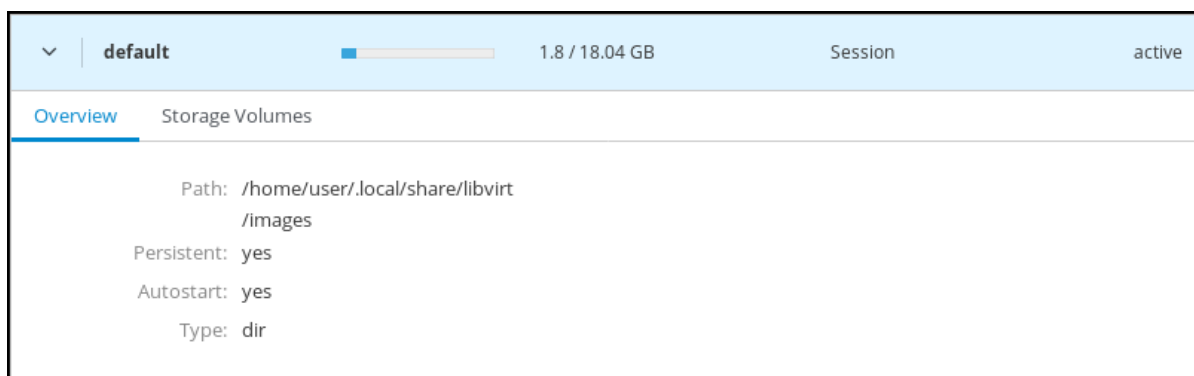 default 1.8 / 18.04 GB Session active
Overview Storage Volumes
Path: /home/user/.local/share/libvirt
/images
Persistent: yes
Autostart: yes
Type: dir